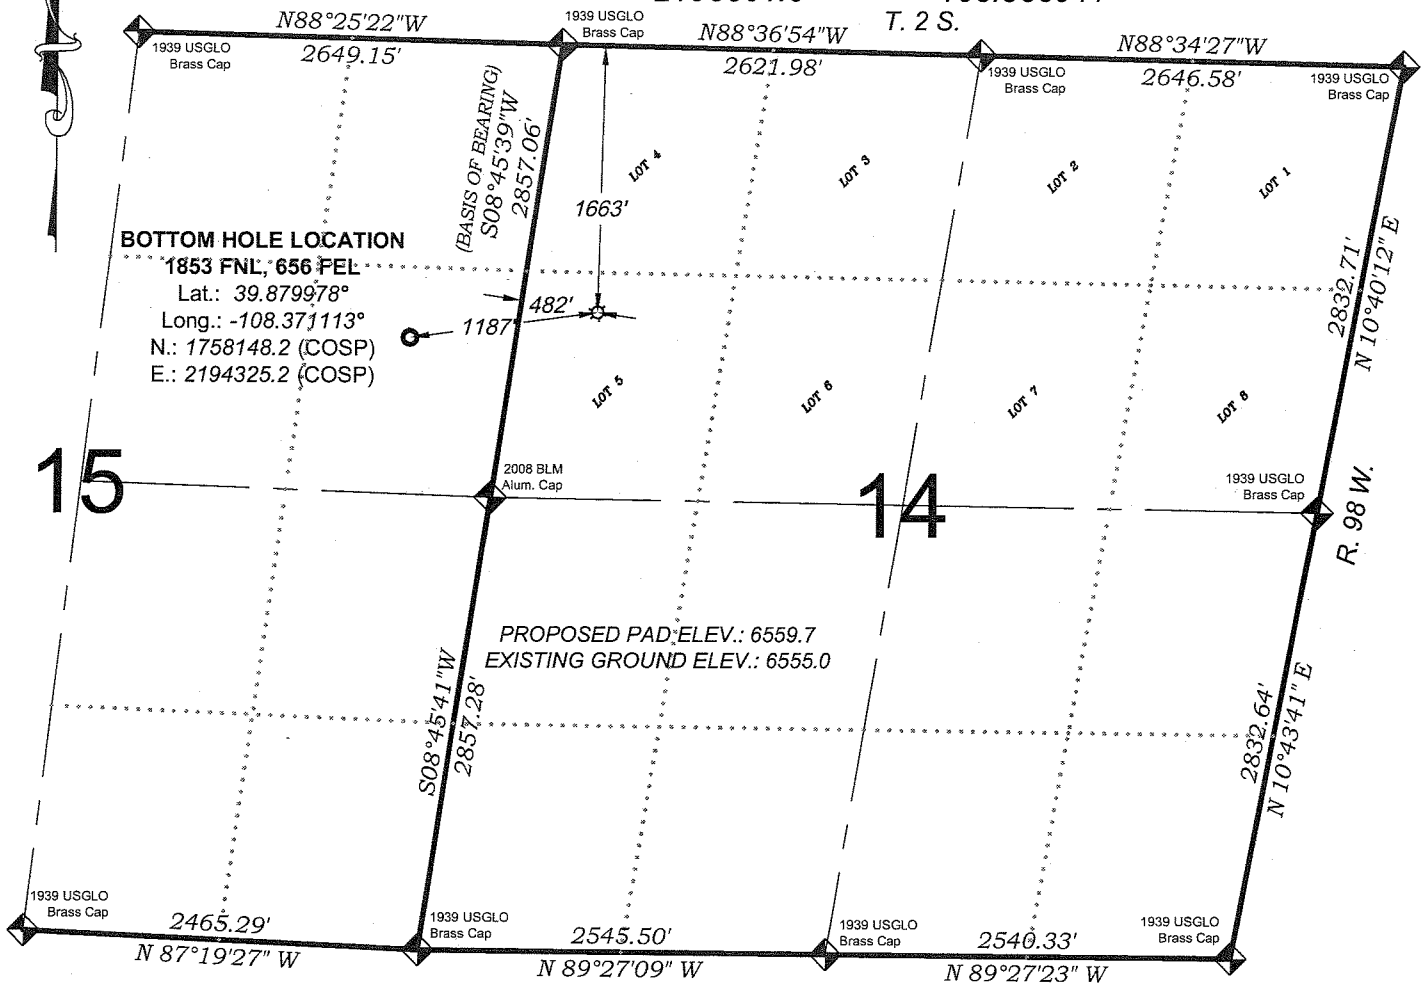 T. 2 S.
N88°25'22"W
2649.15'
1939 USGLO
Brass Cap
1939 USGLO
Brass Cap
N88°36'54"W
2621.98'
1939 USGLO
Brass Cap
N88°34'27"W
2646.58'
1939 USGLO
Brass Cap
(BASIS OF BEARING)
S08°45'39"W
2857.06'
LOT 4
LOT 3
LOT 2
LOT 1
1663'
BOTTOM HOLE LOCATION
1853 FNL, 656 FEL
Lat.: 39.879978°
Long.: -108.371113°
N.: 1758148.2 (COSP)
E.: 2194325.2 (COSP)
482'
1187'
2832.71'
N 10°40'12" E
LOT 5
LOT 6
LOT 7
LOT 8
15
2008 BLM
Alum. Cap
14
1939 USGLO
Brass Cap
R. 98 W.
PROPOSED PAD ELEV.: 6559.7
EXISTING GROUND ELEV.: 6555.0
S08°45'41"W
2857.28'
2832.64'
N 10°43'41" E
1939 USGLO
Brass Cap
2465.29'
N 87°19'27" W
1939 USGLO
Brass Cap
2545.50'
N 89°27'09" W
1939 USGLO
Brass Cap
2540.33'
N 89°27'23" W
1939 USGLO
Brass Cap